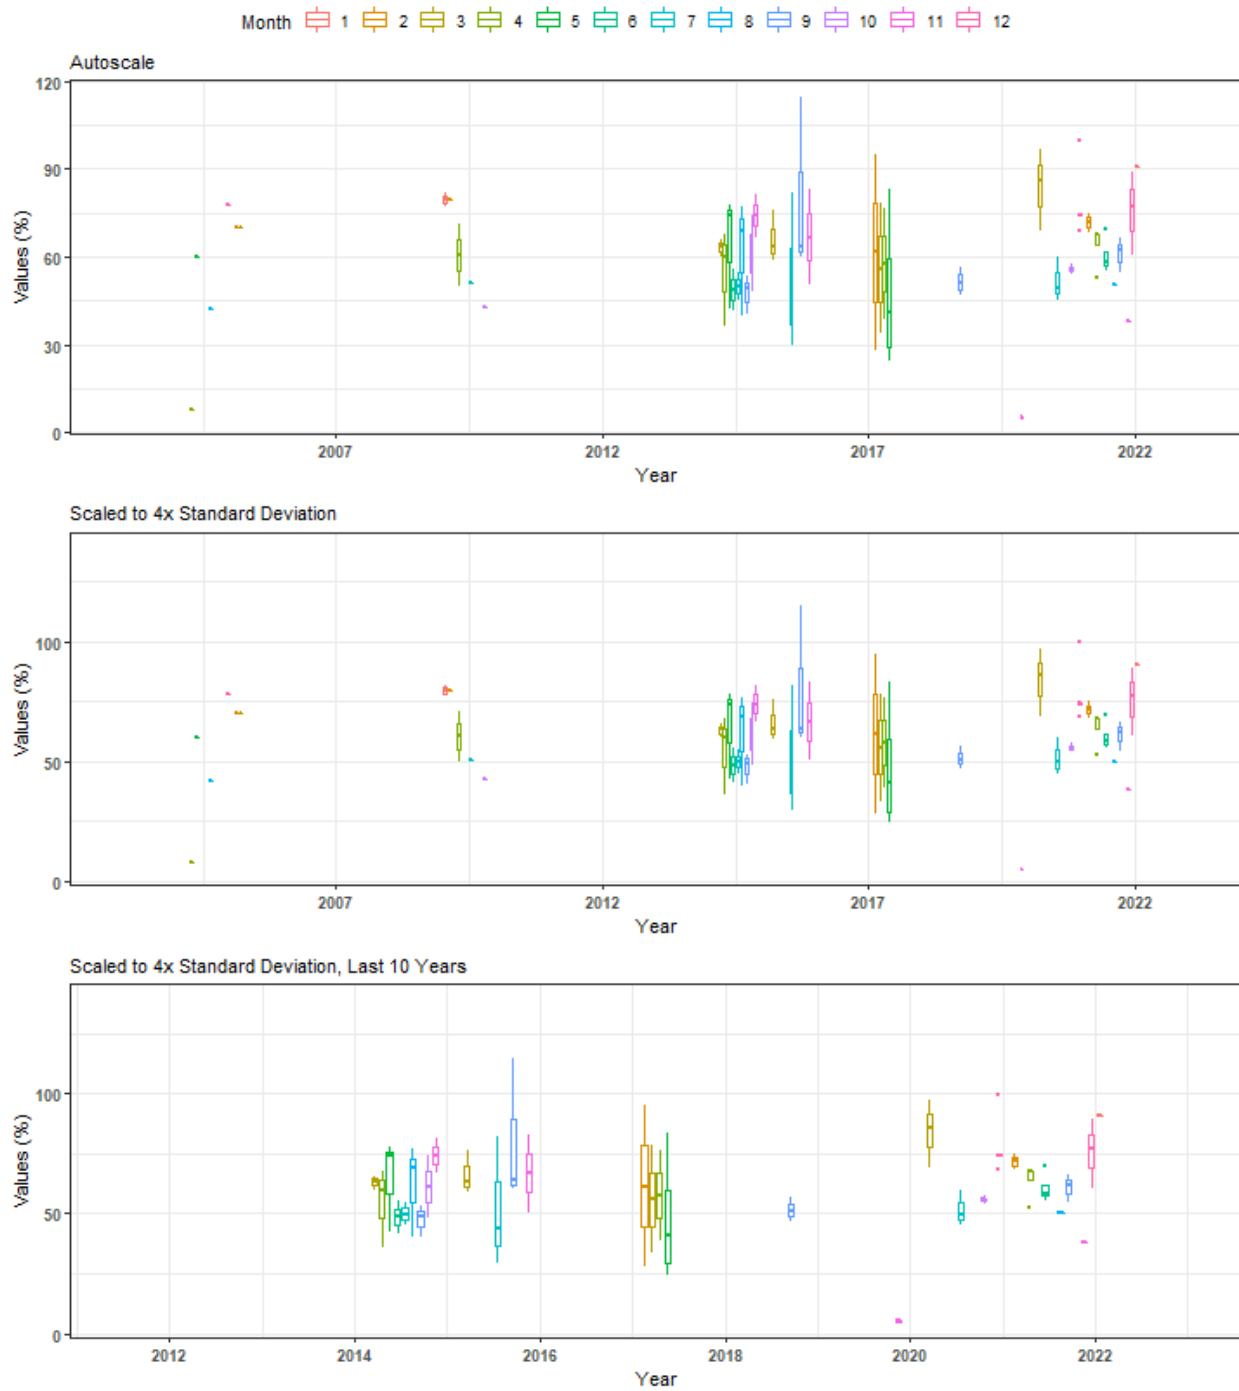 Month 1 2 3 4 5 6 7 8 9 10 11 12
Autoscale
120
90
60
30
0
Values (%)
2007 2012 2017 2022
Year
Scaled to 4x Standard Deviation
100
50
0
Values (%)
2007 2012 2017 2022
Year
Scaled to 4x Standard Deviation, Last 10 Years
100
50
0
Values (%)
2012 2014 2016 2018 2020 2022
Year